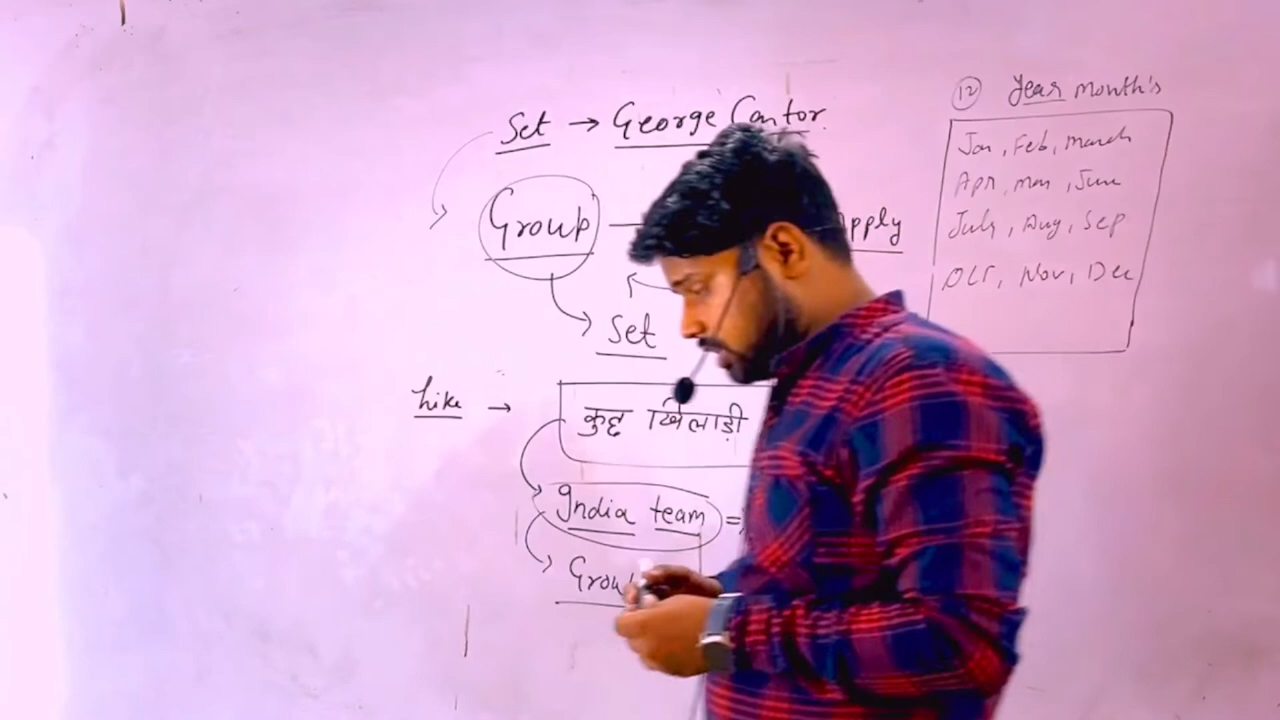 Set → George Cantor
Group — Apply
Set
Like → कुछ खिलाड़ी
India team =
Grou
12 Year month's
Jan, Feb, March
Apr, may, June
July, Aug, Sep
Oct, Nov, Dec